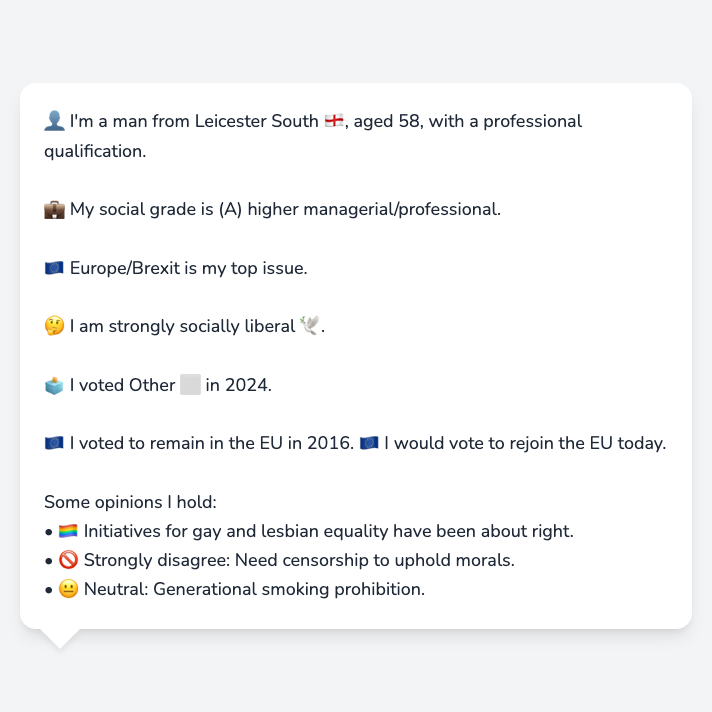 👤 I'm a man from Leicester South 🏴󠁧󠁢󠁥󠁮󠁧󠁿, aged 58, with a professional
qualification.
💼 My social grade is (A) higher managerial/professional.
🇪🇺 Europe/Brexit is my top issue.
🤔 I am strongly socially liberal 🕊️.
🗳️ I voted Other ⬜ in 2024.
🇪🇺 I voted to remain in the EU in 2016. 🇪🇺 I would vote to rejoin the EU today.
Some opinions I hold:
• 🏳️‍🌈 Initiatives for gay and lesbian equality have been about right.
• 🚫 Strongly disagree: Need censorship to uphold morals.
• 😐 Neutral: Generational smoking prohibition.